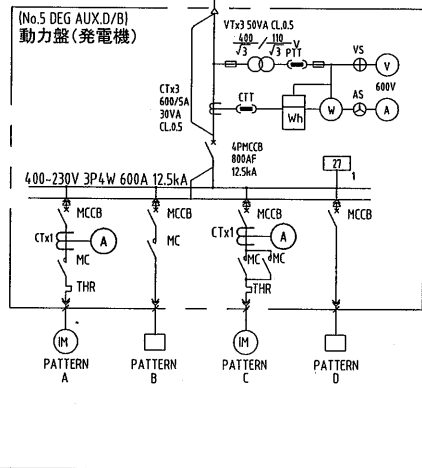 (No.5 DEG AUX.D/B)
動力盤(発電機)
VTx3 50VA CL.0.5
400/√3 / 110/√3 V
PTT
VS
V
CTx3
600/5A
30VA
CL.0.5
CTT
Wh
W
AS
600V
A
4PMCCB
800AF
12.5kA
27
1
400~230V 3P4W 600A 12.5kA
MCCB
MCCB
MCCB
MCCB
CTx1
A
MC
MC
CTx1
A
MC
MC
THR
THR
IM
IM
PATTERN
A
PATTERN
B
PATTERN
C
PATTERN
D